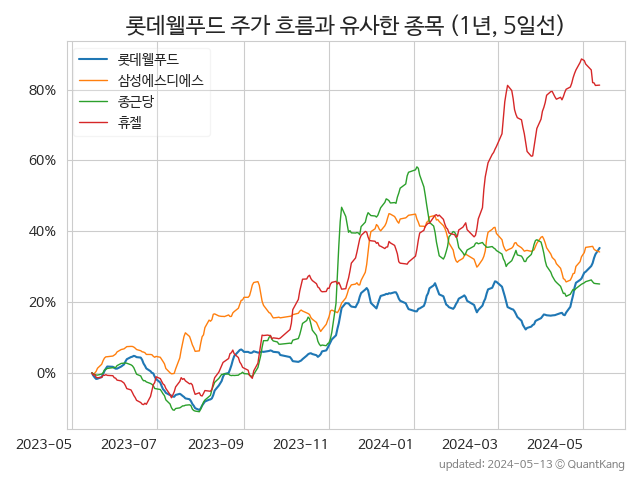 롯데웰푸드 주가 흐름과 유사한 종목 (1년, 5일선)
롯데웰푸드
삼성에스디에스
종근당
휴젤
80%
60%
40%
20%
0%
2023-05 2023-07 2023-09 2023-11 2024-01 2024-03 2024-05
updated: 2024-05-13 © QuantKang